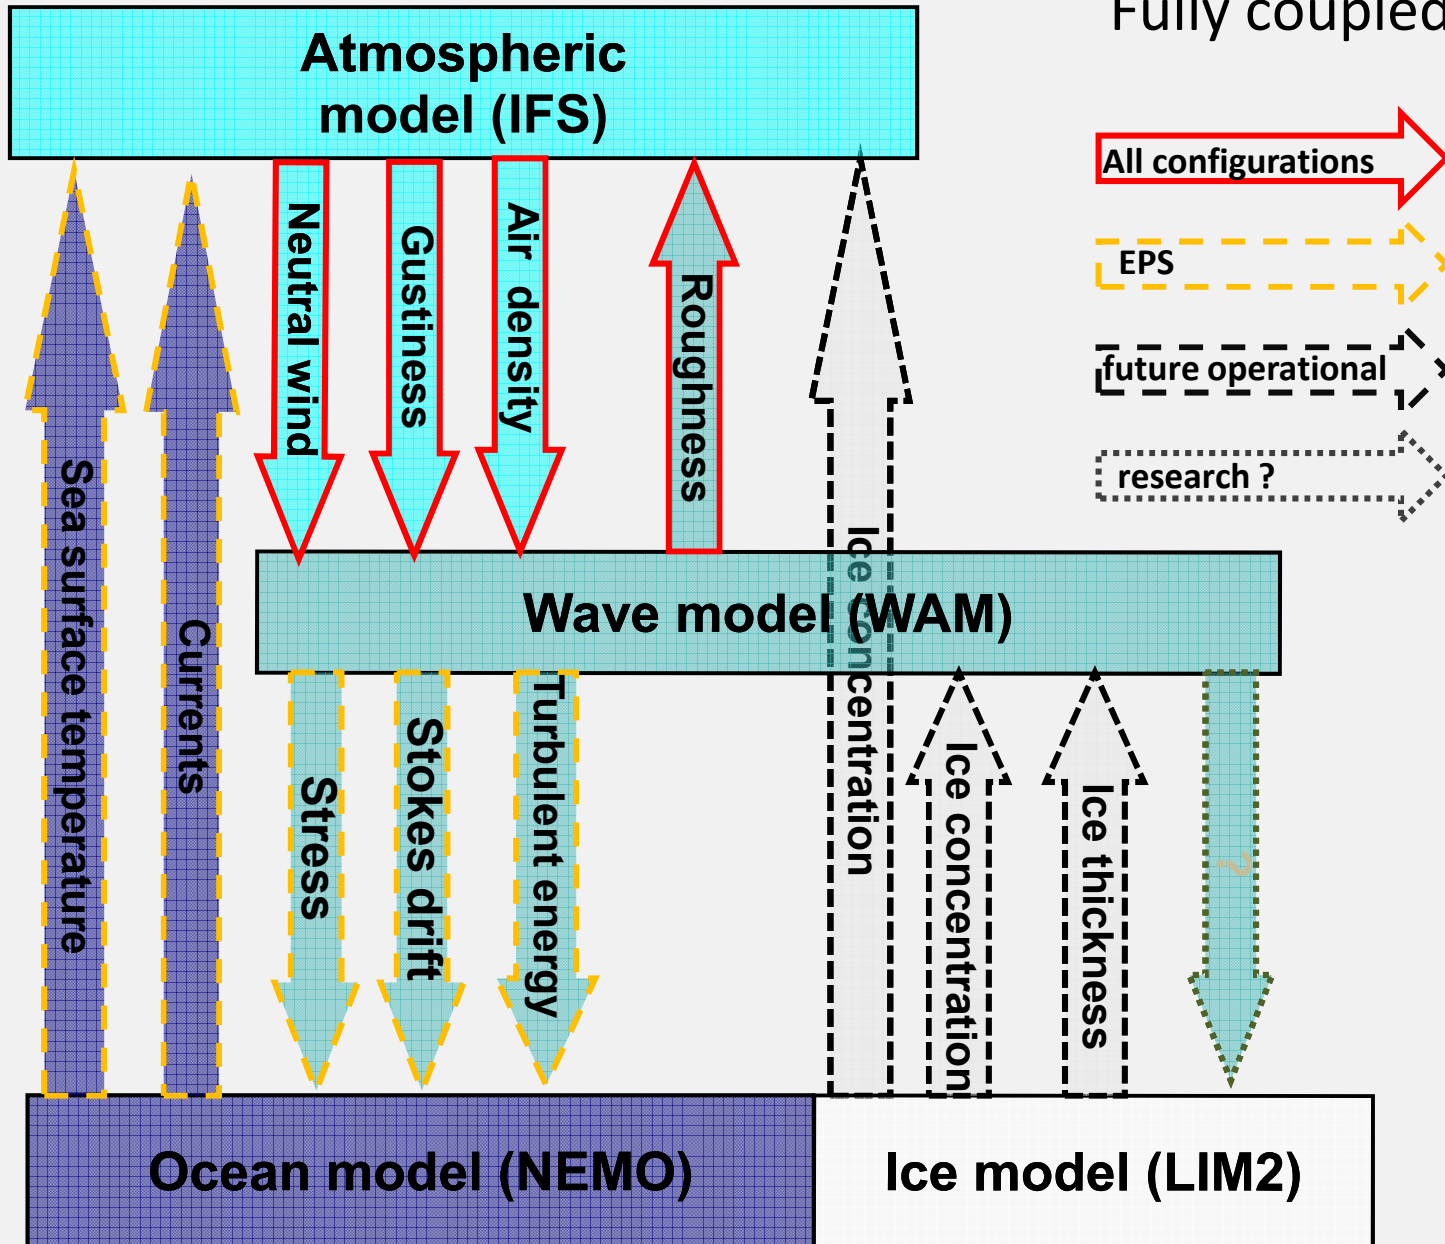 Fully coupled
Atmospheric
model (IFS)
All configurations
EPS
future operational
research ?
Neutral wind
Gustiness
Air density
Roughness
Sea surface temperature
Currents
Ice concentration
Wave model (WAM)
Stress
Stokes drift
Turbulent energy
Ice concentration
Ice thickness
?
Ocean model (NEMO)
Ice model (LIM2)